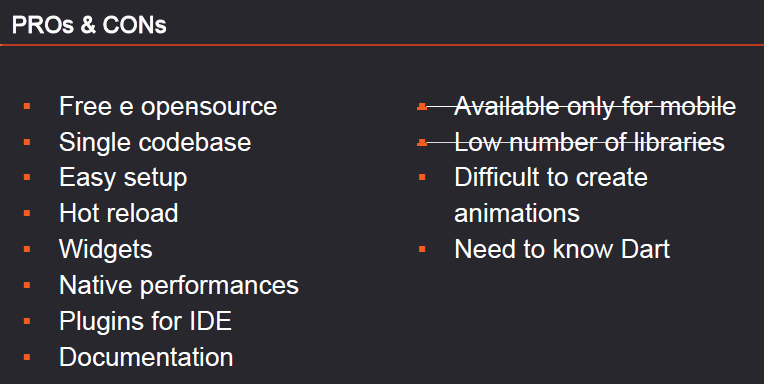 PROs & CONs
Free e opensource
Single codebase
Easy setup
Hot reload
Widgets
Native performances
Plugins for IDE
Documentation
Available only for mobile
Low number of libraries
Difficult to create
animations
Need to know Dart